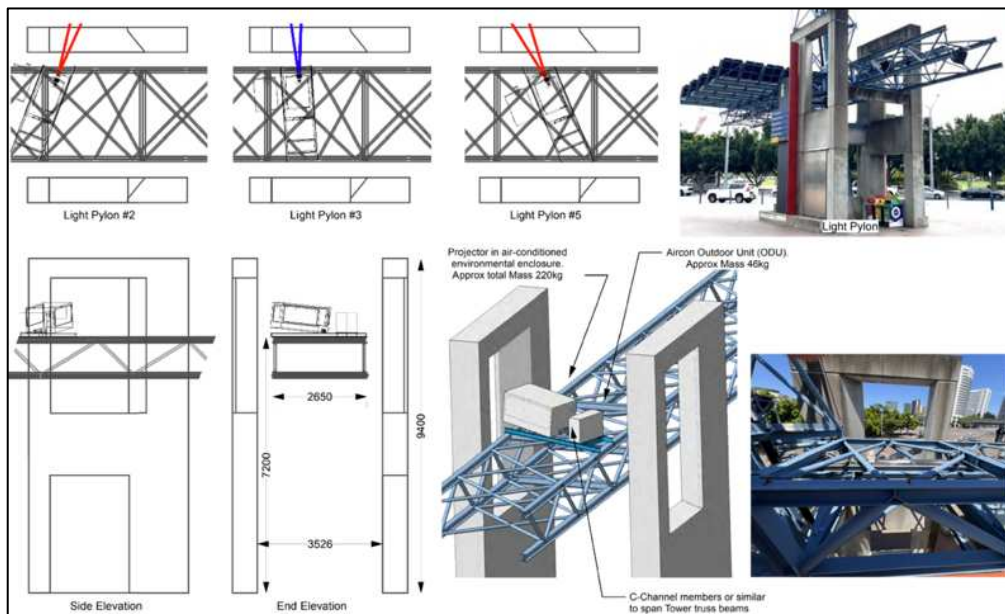 Light Pylon #2
Light Pylon #3
Light Pylon #5
Light Pylon
Projector in air-conditioned
environmental enclosure.
Approx total Mass 220kg
Aircon Outdoor Unit (ODU).
Approx Mass 46kg
2650
7200
9400
3526
Side Elevation
End Elevation
C-Channel members or similar
to span Tower truss beams